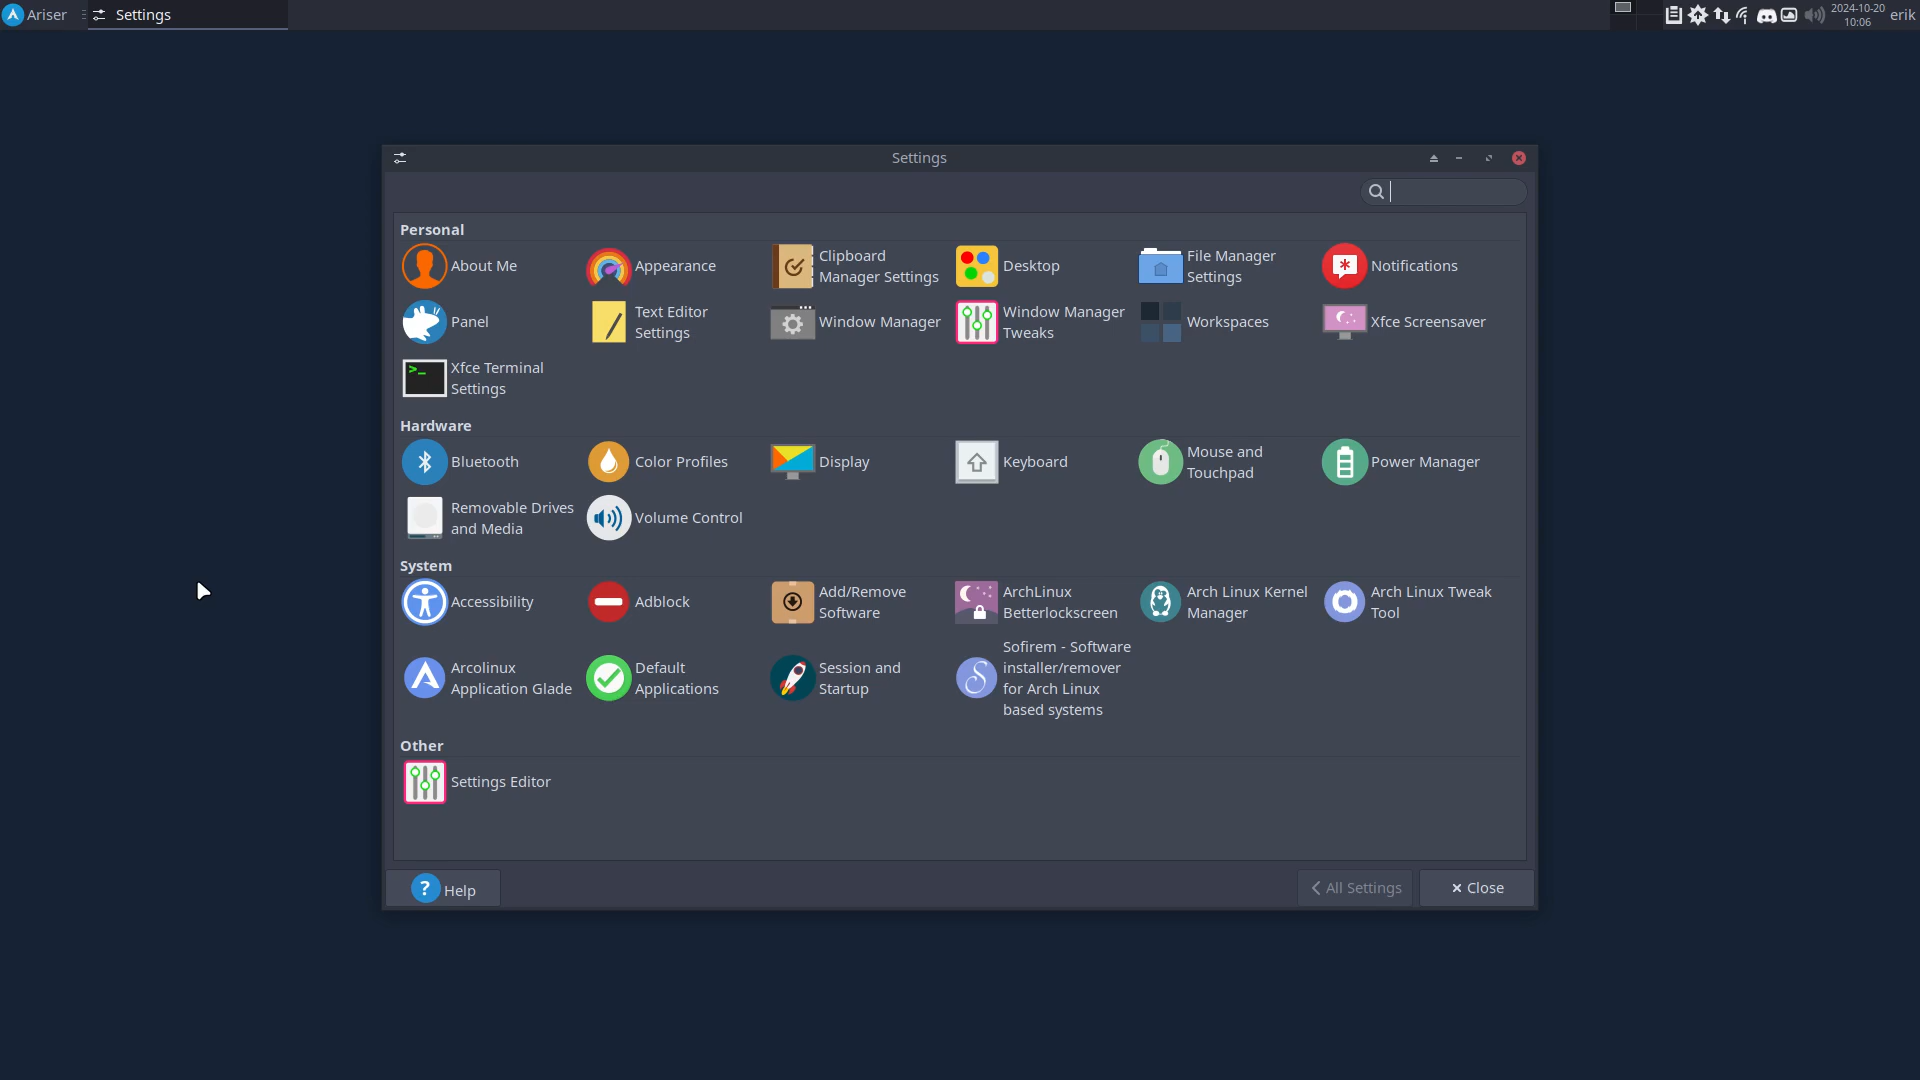 Ariser
Settings
2024-10-20
10:06
erik
Settings
Personal
About Me
Appearance
Clipboard
Manager Settings
Desktop
File Manager
Settings
Notifications
Panel
Text Editor
Settings
Window Manager
Window Manager
Tweaks
Workspaces
Xfce Screensaver
>_
Xfce Terminal
Settings
Hardware
Bluetooth
Color Profiles
Display
Keyboard
Mouse and
Touchpad
Power Manager
Removable Drives
and Media
Volume Control
System
Accessibility
Adblock
Add/Remove
Software
ArchLinux
Betterlockscreen
Arch Linux Kernel
Manager
Arch Linux Tweak
Tool
Arcolinux
Application Glade
Default
Applications
Session and
Startup
Sofirem - Software
installer/remover
for Arch Linux
based systems
Other
Settings Editor
? Help
All Settings
Close